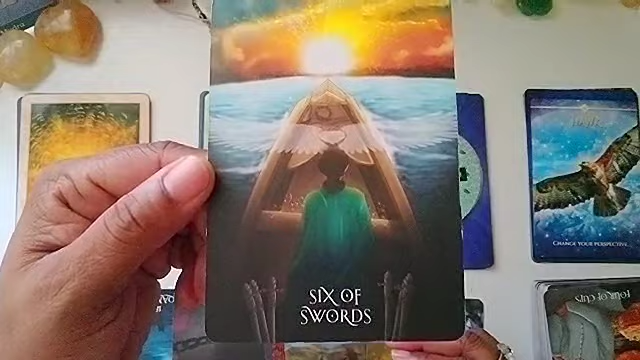 SIX OF
SWORDS
CHANGE YOUR PERSPECTIVE
FOUR OF CUPS